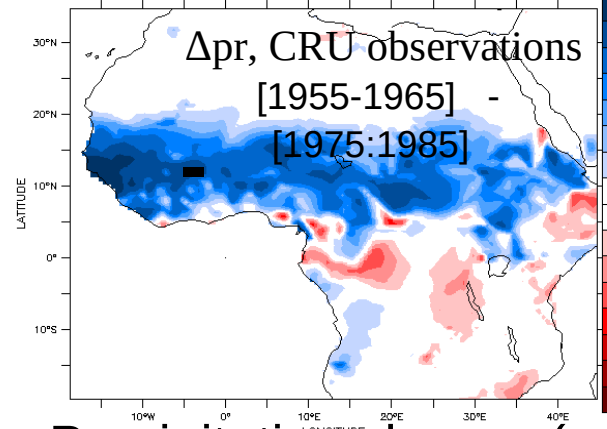 Δpr, CRU observations
[1955-1965] -
[1975:1985]
30°N
20°N
10°N
0°
10°S
LATITUDE
10°W 0° 10°E 20°E 30°E 40°E